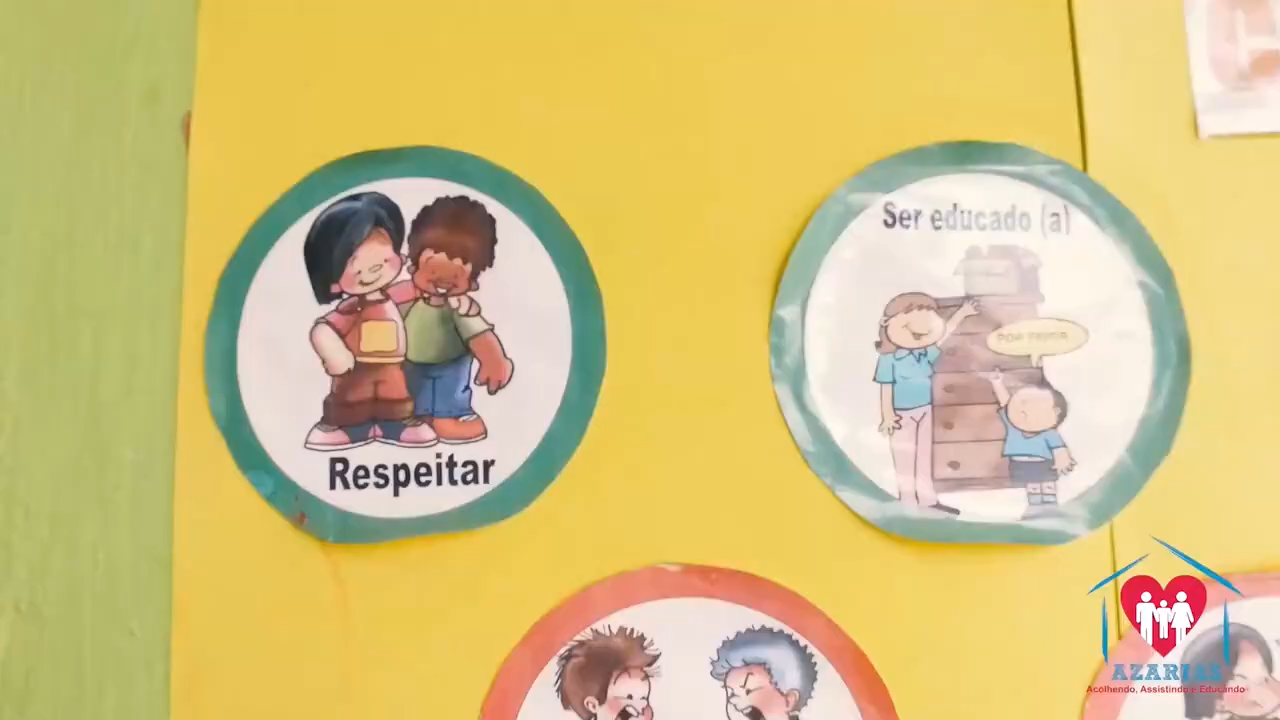 Ser educado (a)
POR FAVOR
Respeitar
AZARIAS
Acolhendo, Assistindo e Educando